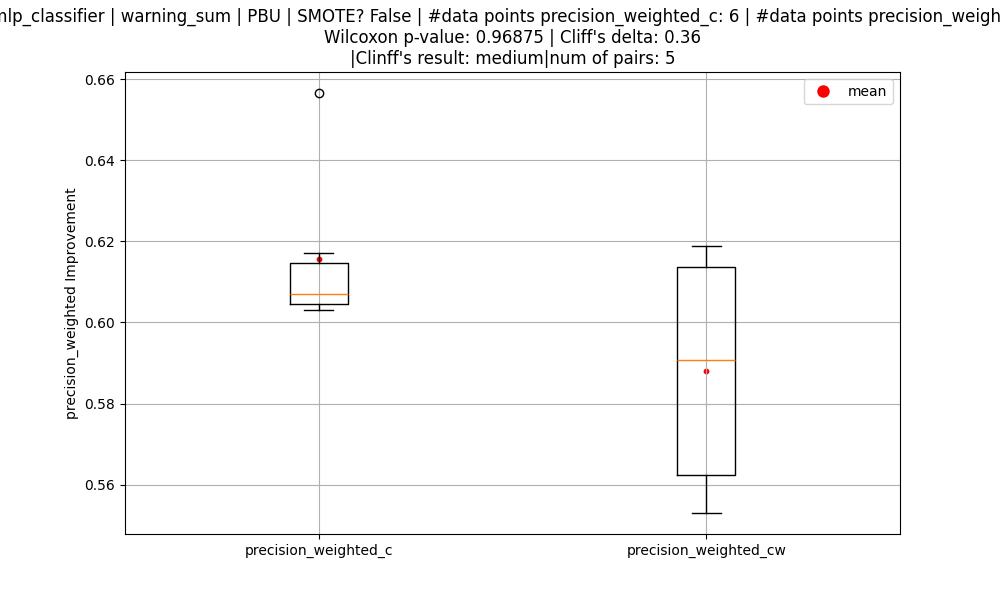 mlp_classifier | warning_sum | PBU | SMOTE? False | #data points precision_weighted_c: 6 | #data points
Wilcoxon p-value: 0.96875 | Cliff's delta: 0.36
|Clinff's result: medium|num of pairs: 5
mean
0.66
0.64
0.62
0.60
0.58
0.56
precision_weighted Improvement
precision_weighted_c
precision_weighted_cw